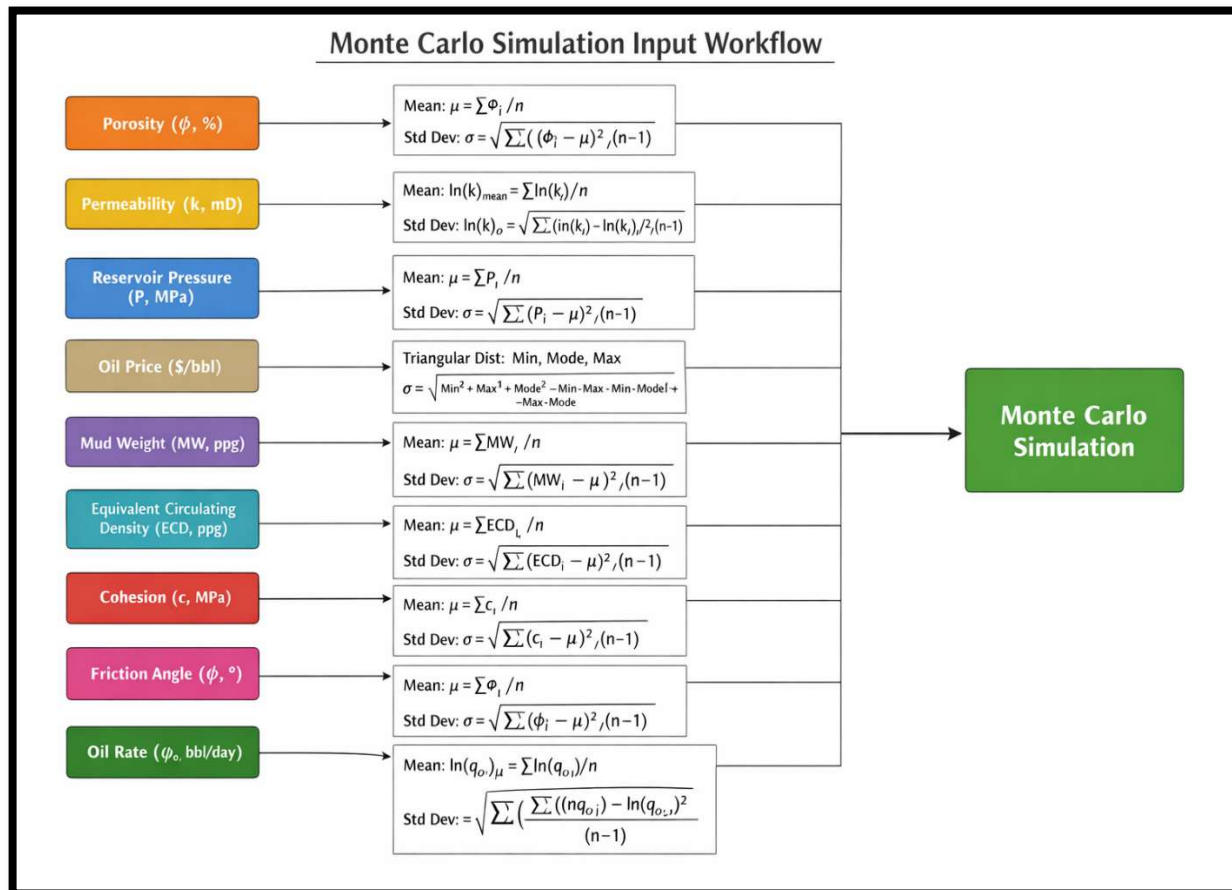 Monte Carlo Simulation Input Workflow
Porosity (ϕ, %)
Mean: μ = ∑Φᵢ /n
Std Dev: σ = √∑( (ϕᵢ − μ)² ,(n−1)
Permeability (k, mD)
Mean: ln(k)mean = ∑ln(kᵢ)/n
Std Dev: ln(k)ₒ = √∑(in(kᵢ) − ln(kᵢ)ᵢ/²/(n-1)
Reservoir Pressure
(P, MPa)
Mean: μ = ∑Pᵢ /n
Std Dev: σ = √∑(Pᵢ − μ)² ,(n−1)
Oil Price ($/bbl)
Triangular Dist: Min, Mode, Max
σ = √Min² + Max¹ + Mode² −Min-Max - Min-Mode[+
−Max-Mode
Mud Weight (MW, ppg)
Mean: μ = ∑MWᵢ /n
Std Dev: σ = √∑(MWᵢ − μ)² ,(n−1)
Equivalent Circulating
Density (ECD, ppg)
Mean: μ = ∑ECDᵢ, /n
Std Dev: σ = √∑(ECDᵢ − μ)² ,(n−1)
Cohesion (c, MPa)
Mean: μ = ∑cᵢ /n
Std Dev: σ = √∑(cᵢ − μ)² ,(n−1)
Friction Angle (ϕ, °)
Mean: μ = ∑Φᵢ /n
Std Dev: σ = √∑(ϕᵢ − μ)² ,(n−1)
Oil Rate (φₒ, bbl/day)
Mean: ln(qₒ.)μ = ∑ln(qₒᵢ)/n
Std Dev: = √∑(∑((nqₒᵢ) − ln(qₒ.,)²
(n−1)
Monte Carlo
Simulation